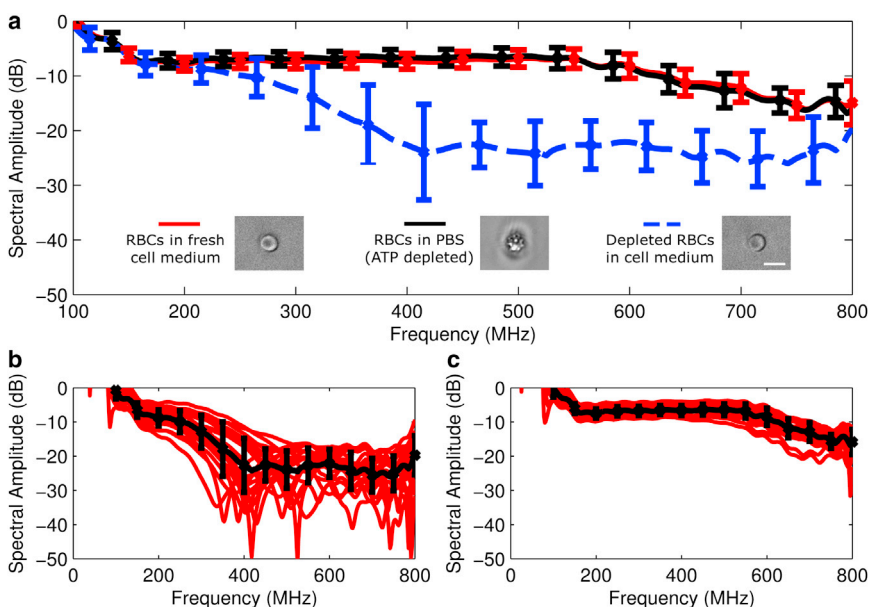 a
Spectral Amplitude (dB)
0
−10
−20
−30
−40
−50
RBCs in fresh
cell medium
RBCs in PBS
(ATP depleted)
Depleted RBCs
in cell medium
100 200 300 400 500 600 700 800
Frequency (MHz)
b
Spectral Amplitude (dB)
0
−10
−20
−30
−40
−50
0 200 400 600 800
Frequency (MHz)
c
Spectral Amplitude (dB)
0
−10
−20
−30
−40
−50
0 200 400 600 800
Frequency (MHz)